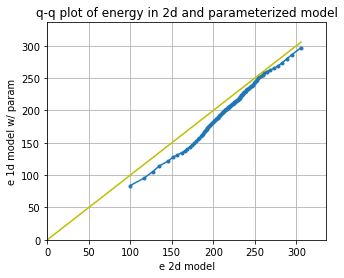 q-q plot of energy in 2d and parameterized model
e 1d model w/ param
300
250
200
150
100
50
0
0 50 100 150 200 250 300
e 2d model